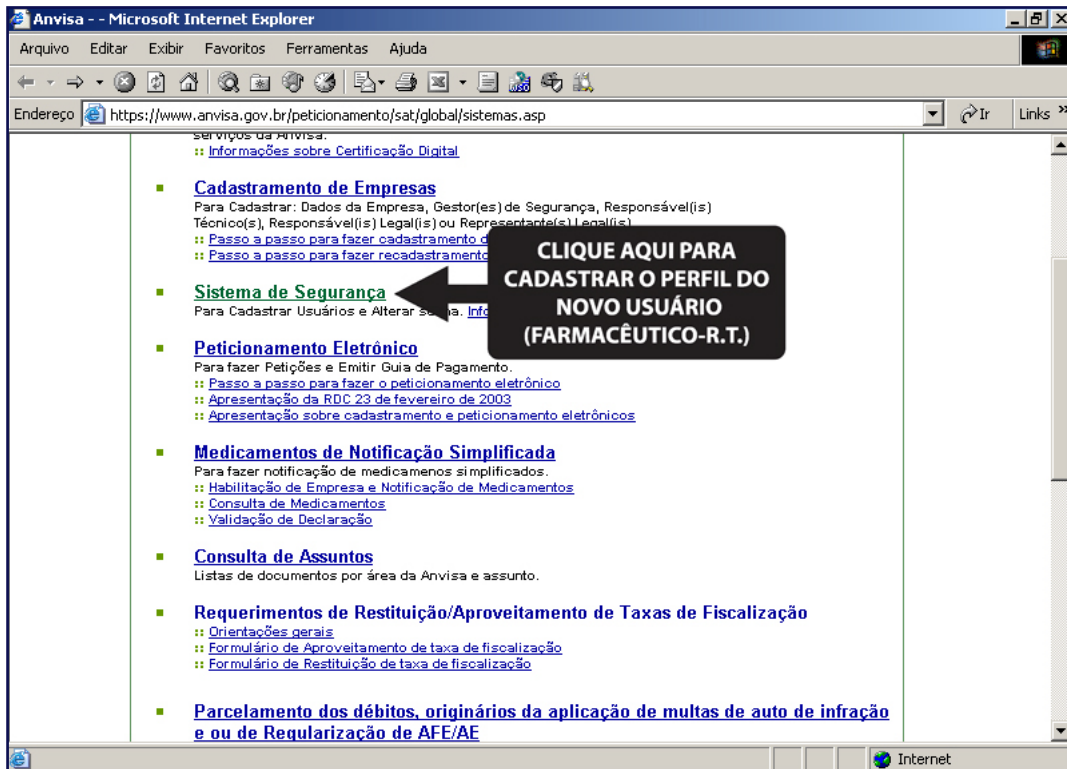 Anvisa - - Microsoft Internet Explorer
Arquivo Editar Exibir Favoritos Ferramentas Ajuda
Endereço https://www.anvisa.gov.br/peticionamento/sat/global/sistemas.asp Ir Links »
serviços da Anvisa.
:: Informações sobre Certificação Digital
Cadastramento de Empresas
Para Cadastrar: Dados da Empresa, Gestor(es) de Segurança, Responsável(is)
Técnico(s), Responsável(is) Legal(is) ou Representante(s) Legal(is)
:: Passo a passo para fazer cadastramento
:: Passo a passo para fazer recadastramento
CLIQUE AQUI PARA
CADASTRAR O PERFIL DO
NOVO USUÁRIO
(FARMACÊUTICO-R.T.)
Sistema de Segurança
Para Cadastrar Usuários e Alterar
Peticionamento Eletrônico
Para fazer Petições e Emitir Guia de Pagamento.
:: Passo a passo para fazer o peticionamento eletrônico
:: Apresentação da RDC 23 de fevereiro de 2003
:: Apresentação sobre cadastramento e peticionamento eletrônicos
Medicamentos de Notificação Simplificada
Para fazer notificação de medicamenos simplificados.
:: Habilitação de Empresa e Notificação de Medicamentos
:: Consulta de Medicamentos
:: Validação de Declaração
Consulta de Assuntos
Listas de documentos por área da Anvisa e assunto.
Requerimentos de Restituição/Aproveitamento de Taxas de Fiscalização
:: Orientações gerais
:: Formulário de Aproveitamento de taxa de fiscalização
:: Formulário de Restituição de taxa de fiscalização
Parcelamento dos débitos, originários da aplicação de multas de auto de infração
e ou de Regularização de AFE/AE
Internet